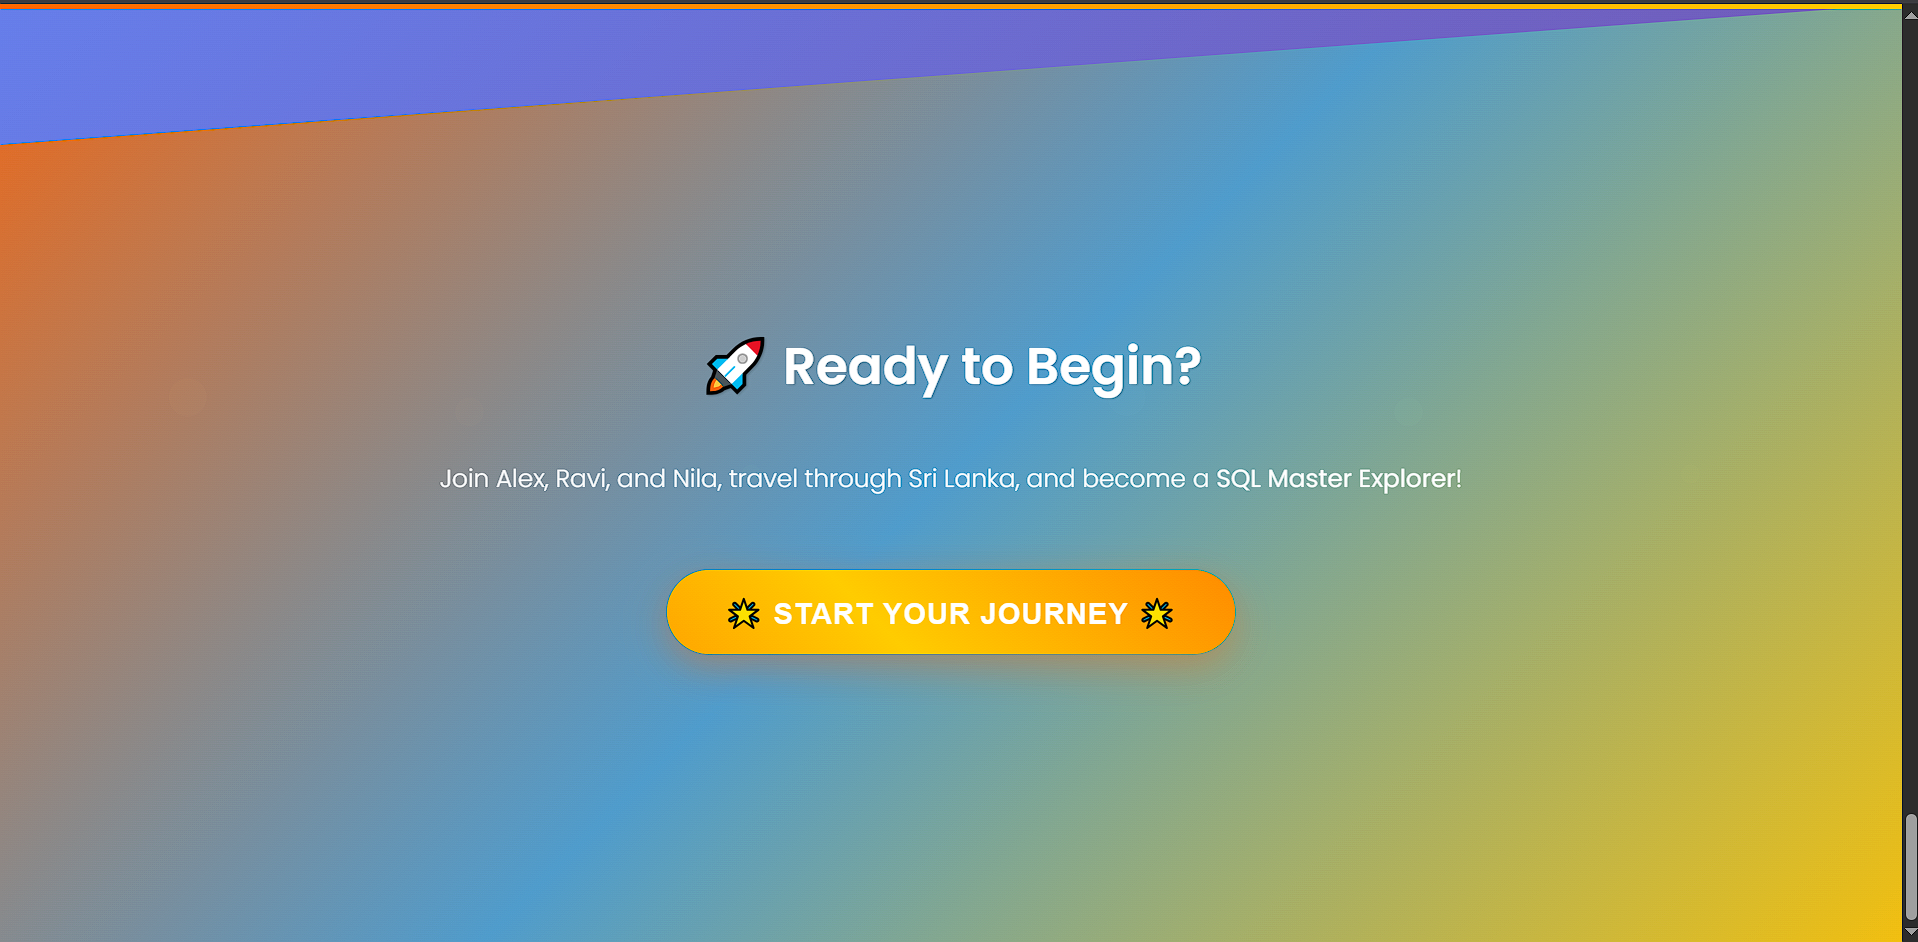 🚀 Ready to Begin?
Join Alex, Ravi, and Nila, travel through Sri Lanka, and become a SQL Master Explorer!
🌟 START YOUR JOURNEY 🌟